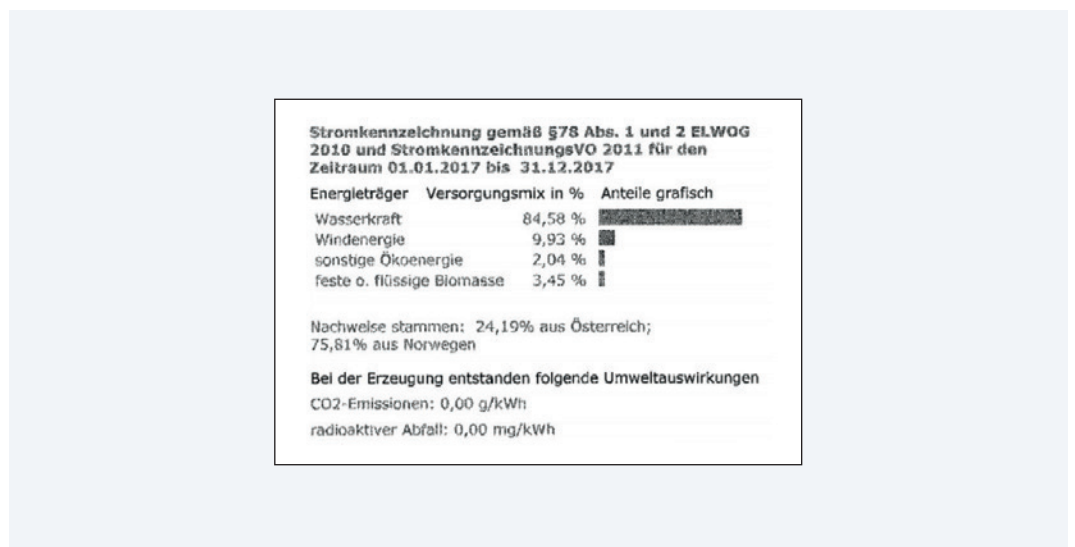 Stromkennzeichnung gemäß §78 Abs. 1 und 2 ELWOG
2010 und StromkennzeichnungsVO 2011 für den
Zeitraum 01.01.2017 bis 31.12.2017
Energieträger Versorgungsmix in % Anteile grafisch
Wasserkraft 84,58 %
Windenergie 9,93 %
sonstige Ökoenergie 2,04 %
feste o. flüssige Biomasse 3,45 %
Nachweise stammen: 24,19% aus Österreich;
75,81% aus Norwegen
Bei der Erzeugung entstanden folgende Umweltauswirkungen
CO2-Emissionen: 0,00 g/kWh
radioaktiver Abfall: 0,00 mg/kWh